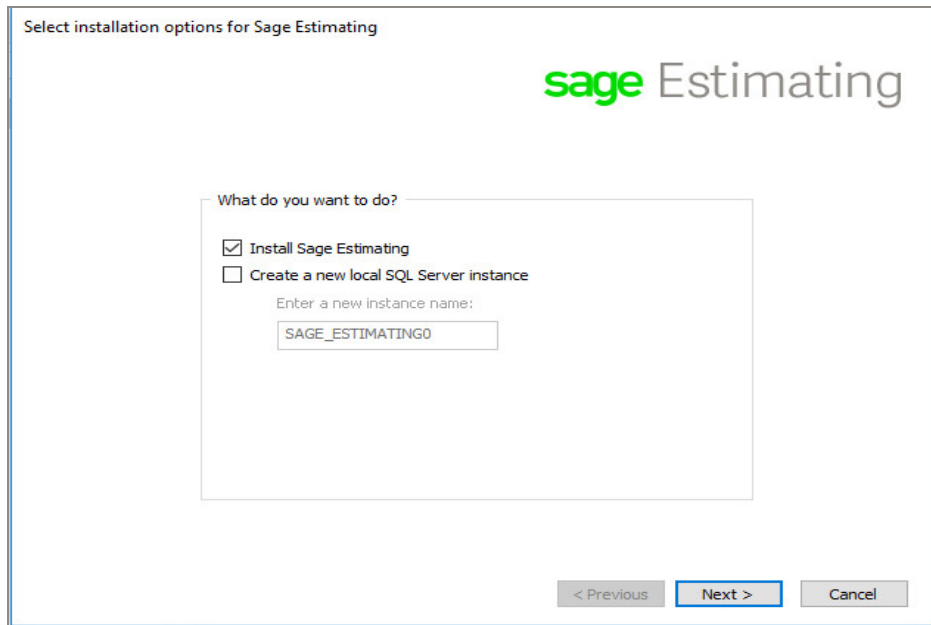 Select installation options for Sage Estimating
sage Estimating
What do you want to do?
Install Sage Estimating
Create a new local SQL Server instance
Enter a new instance name:
SAGE_ESTIMATING0
< Previous
Next >
Cancel